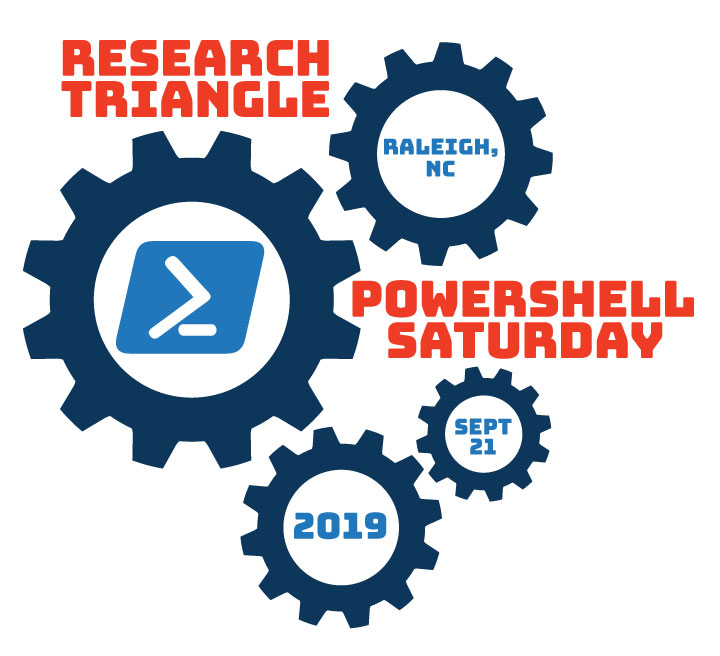 RESEARCH
TRIANGLE
RALEIGH,
NC
POWERSHELL
SATURDAY
SEPT
21
2019